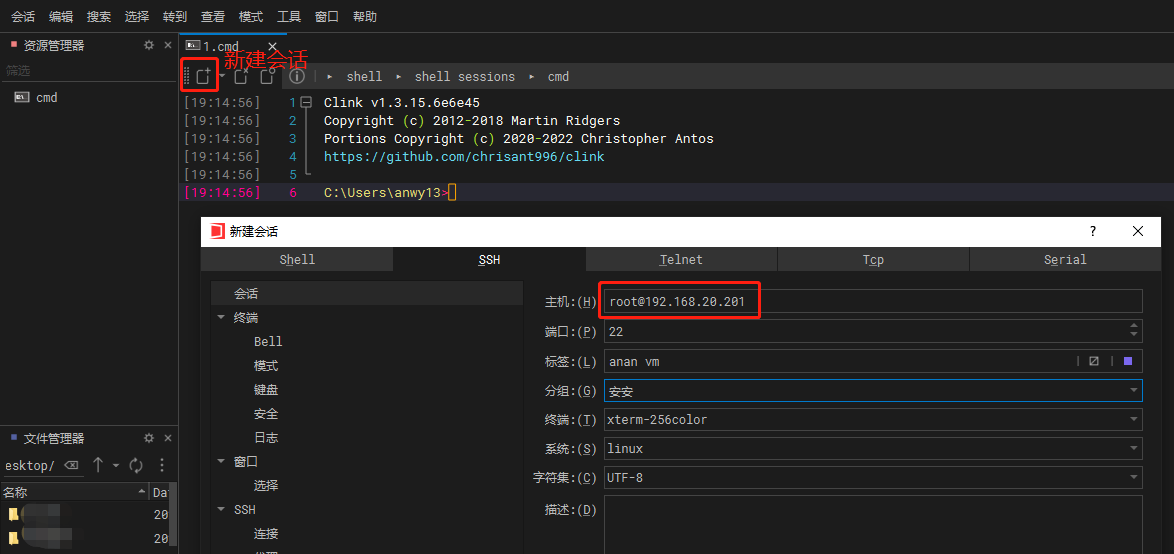 会话 编辑 搜索 选择 转到 查看 模式 工具 窗口 帮助
资源管理器
筛选
cmd
1.cmd
新建会话
shell shell sessions cmd
[19:14:56] 1 Clink v1.3.15.6e6e45
[19:14:56] 2 Copyright (c) 2012-2018 Martin Ridgers
[19:14:56] 3 Portions Copyright (c) 2020-2022 Christopher Antos
[19:14:56] 4 https://github.com/chrisant996/clink
[19:14:56] 5
[19:14:56] 6 C:\Users\anwy13>
新建会话
Shell SSH Telnet Tcp Serial
会话
终端
Bell
模式
键盘
安全
日志
窗口
选择
SSH
连接
主机:(H) root@192.168.20.201
端口:(P) 22
标签:(L) anan vm
分组:(G) 安安
终端:(T) xterm-256color
系统:(S) linux
字符集:(C) UTF-8
描述:(D)
文件管理器
esktop/
名称 Da
20
20